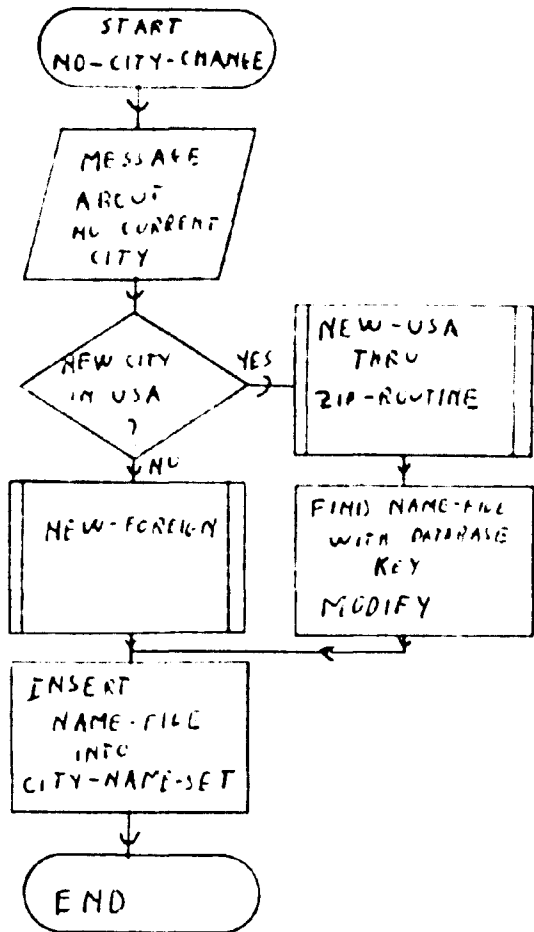 START
NO-CITY-CHANGE
MESSAGE
ABOUT
NO CURRENT
CITY
NEW CITY
IN USA
?
YES
NEW-USA
THRU
ZIP-ROUTINE
NO
NEW-FOREIGN
FIND NAME-FILE
WITH DATABASE
KEY
MODIFY
INSERT
NAME-FILE
INTO
CITY-NAME-SET
END